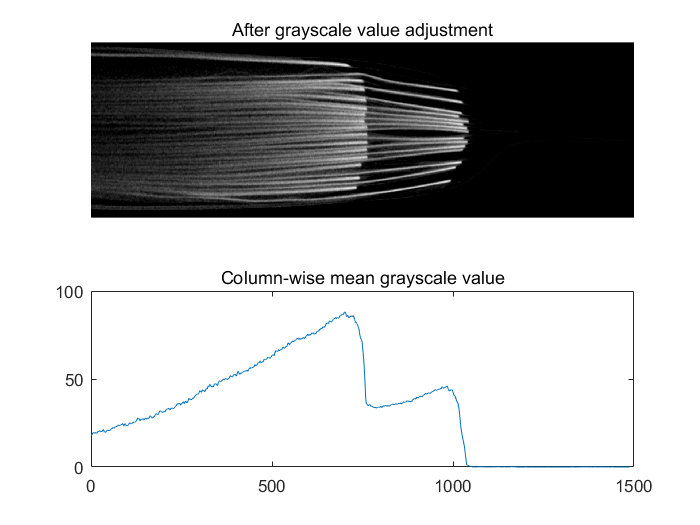 After grayscale value adjustment
Column-wise mean grayscale value
100
50
0
0 500 1000 1500